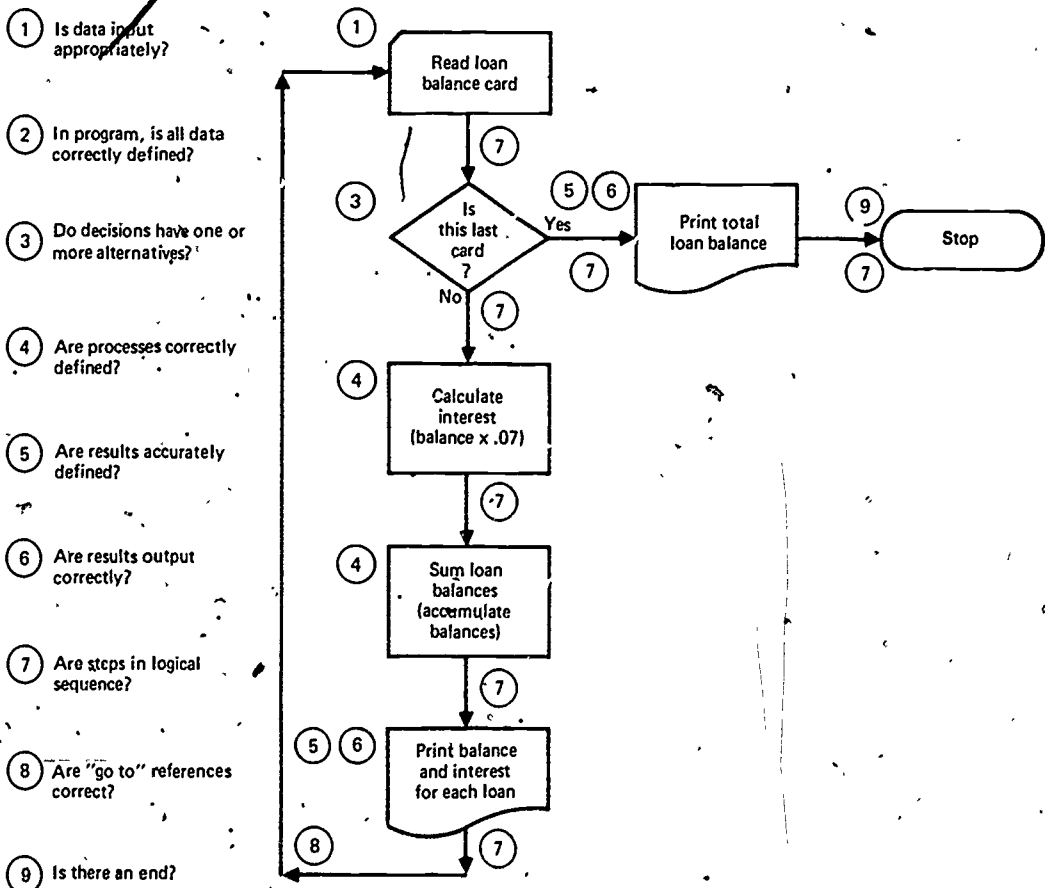 1 Is data input
appropriately?
2 In program, is all data
correctly defined?
3 Do decisions have one or
more alternatives?
4 Are processes correctly
defined?
5 Are results accurately
defined?
6 Are results output
correctly?
7 Are steps in logical
sequence?
8 Are "go to" references
correct?
9 Is there an end?
1
Read loan
balance card
7
3
Is
this last
card
?
Yes
5 6
7
Print total
loan balance
9
7
Stop
No
7
4
Calculate
interest
(balance x .07)
7
4
Sum loan
balances
(accumulate
balances)
7
5 6
Print balance
and interest
for each loan
8
7